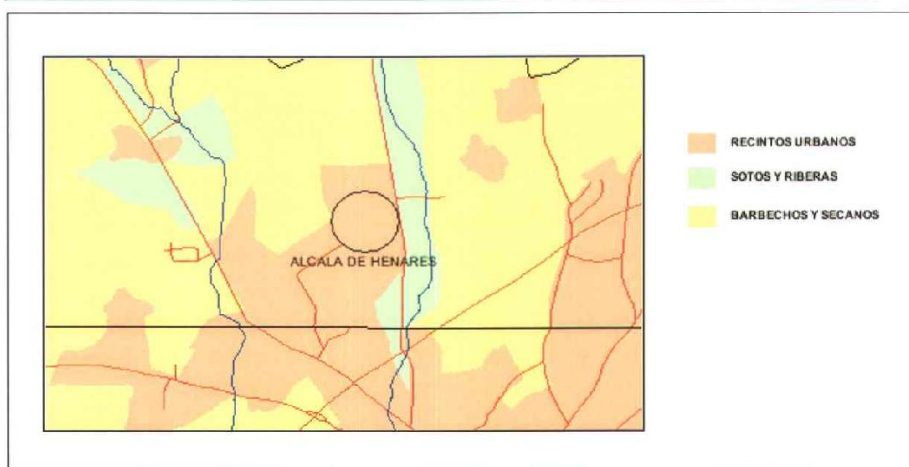 RECINTOS URBANOS
SOTOS Y RIBERAS
BARBECHOS Y SECANOS
ALCALA DE HENARES